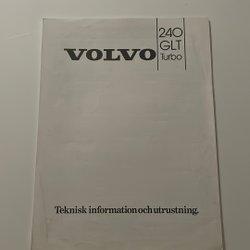 240
GLT
Turbo
VOLVO
Teknisk information och utrustning.